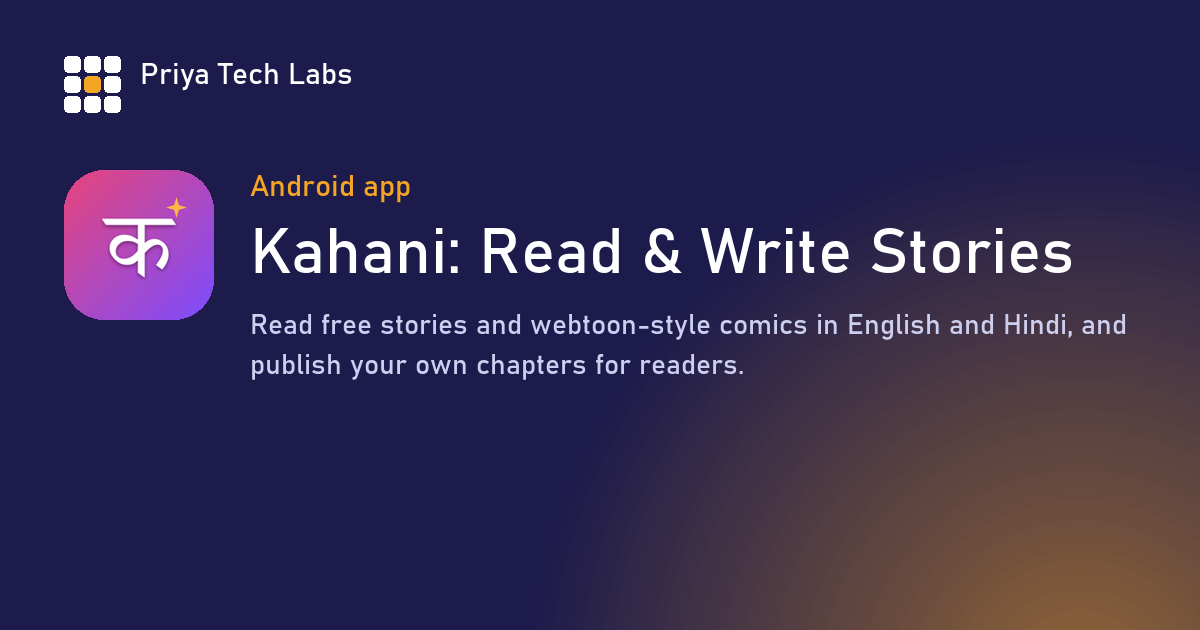 Priya Tech Labs
क
Android app
Kahani: Read & Write Stories
Read free stories and webtoon-style comics in English and Hindi, and
publish your own chapters for readers.